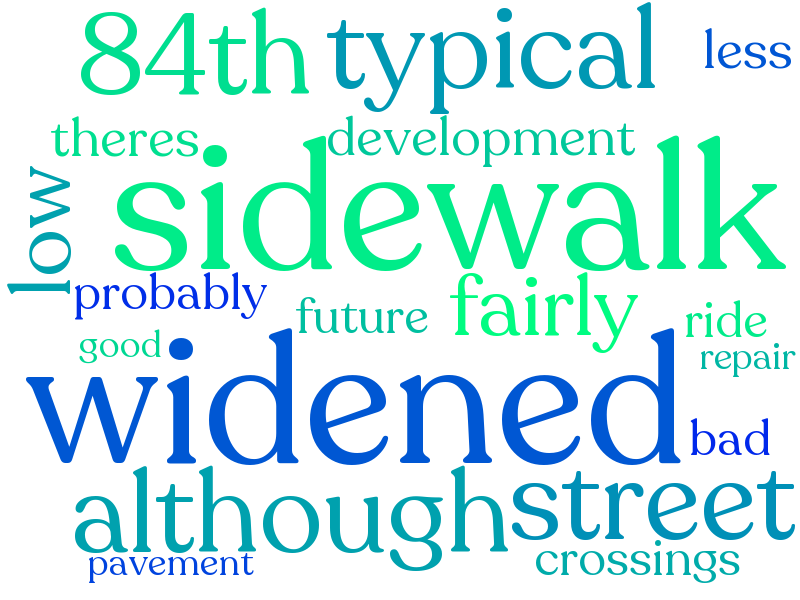 84th typical less
theres development
low sidewalk
probably future fairly ride
good repair
widened bad
although street
pavement crossings